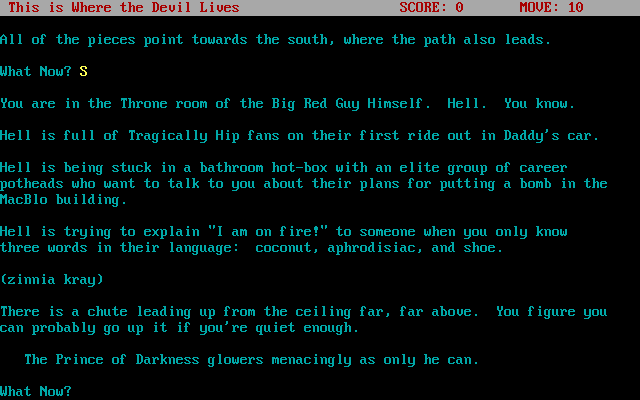 This is Where the Devil Lives SCORE: 0 MOVE: 10
All of the pieces point towards the south, where the path also leads.
What Now? S
You are in the Throne room of the Big Red Guy Himself. Hell. You know.
Hell is full of Tragically Hip fans on their first ride out in Daddy's car.
Hell is being stuck in a bathroom hot-box with an elite group of career
potheads who want to talk to you about their plans for putting a bomb in the
MacBlo building.
Hell is trying to explain "I am on fire!" to someone when you only know
three words in their language: coconut, aphrodisiac, and shoe.
(zinnia kray)
There is a chute leading up from the ceiling far, far above. You figure you
can probably go up it if you're quiet enough.
The Prince of Darkness glowers menacingly as only he can.
What Now?